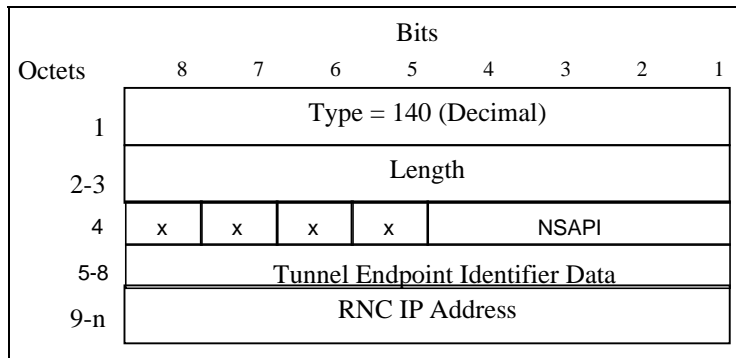 Bits
Octets 8 7 6 5 4 3 2 1
1 Type = 140 (Decimal)
2-3 Length
4 x x x x NSAPI
5-8 Tunnel Endpoint Identifier Data
9-n RNC IP Address